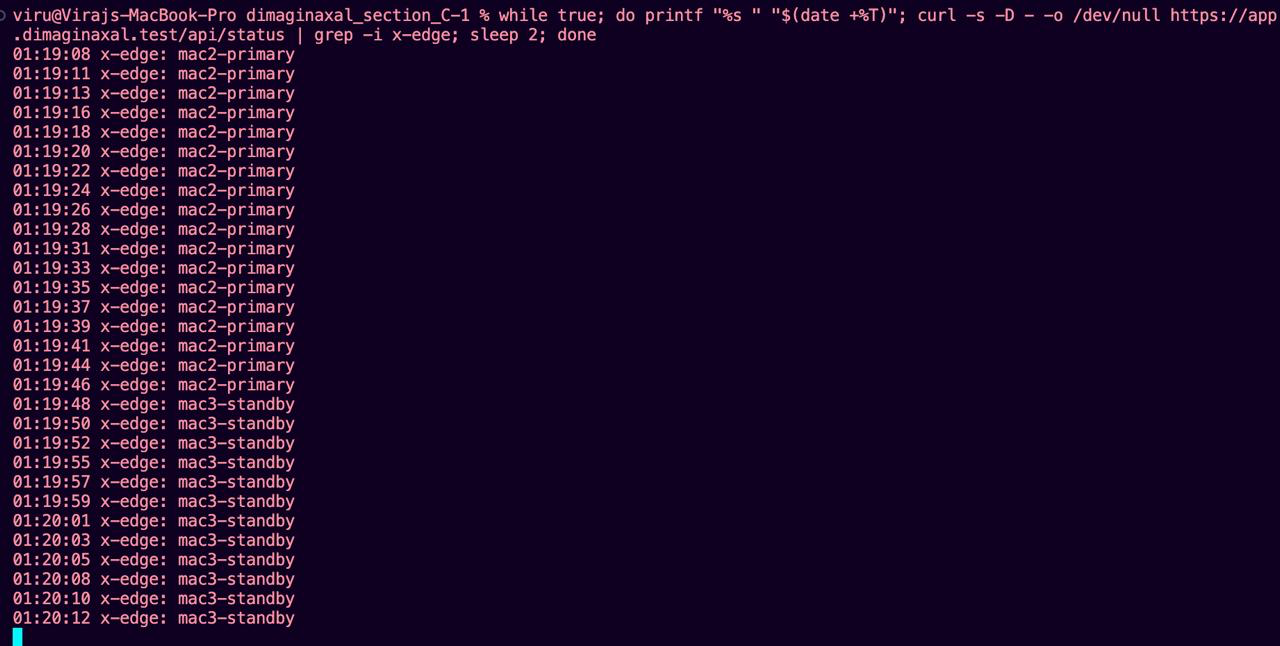 viru@Virajs-MacBook-Pro dimaginaxal_section_C-1 % while true; do printf "%s " "$(date +%T)"; curl -s -D - -o /dev/null https://app
.dimaginaxal.test/api/status | grep -i x-edge; sleep 2; done
01:19:08 x-edge: mac2-primary
01:19:11 x-edge: mac2-primary
01:19:13 x-edge: mac2-primary
01:19:16 x-edge: mac2-primary
01:19:18 x-edge: mac2-primary
01:19:20 x-edge: mac2-primary
01:19:22 x-edge: mac2-primary
01:19:24 x-edge: mac2-primary
01:19:26 x-edge: mac2-primary
01:19:28 x-edge: mac2-primary
01:19:31 x-edge: mac2-primary
01:19:33 x-edge: mac2-primary
01:19:35 x-edge: mac2-primary
01:19:37 x-edge: mac2-primary
01:19:39 x-edge: mac2-primary
01:19:41 x-edge: mac2-primary
01:19:44 x-edge: mac2-primary
01:19:46 x-edge: mac2-primary
01:19:48 x-edge: mac3-standby
01:19:50 x-edge: mac3-standby
01:19:52 x-edge: mac3-standby
01:19:55 x-edge: mac3-standby
01:19:57 x-edge: mac3-standby
01:19:59 x-edge: mac3-standby
01:20:01 x-edge: mac3-standby
01:20:03 x-edge: mac3-standby
01:20:05 x-edge: mac3-standby
01:20:08 x-edge: mac3-standby
01:20:10 x-edge: mac3-standby
01:20:12 x-edge: mac3-standby